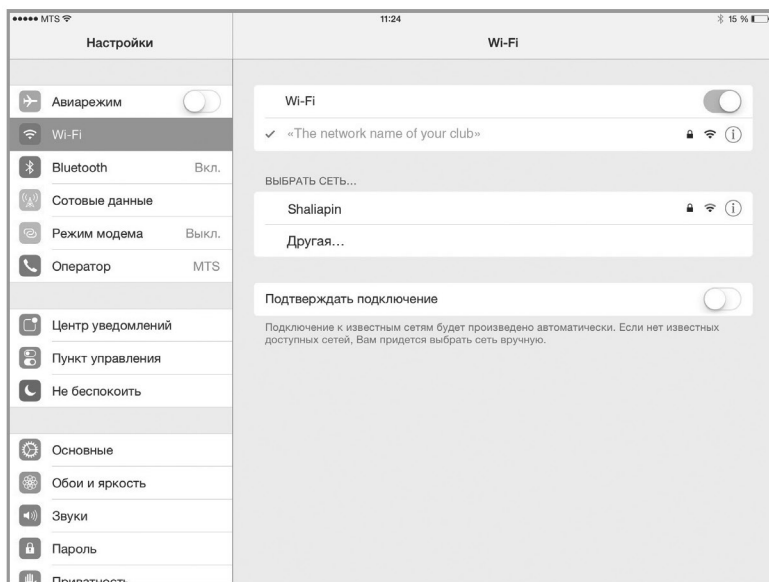 MTS
11:24
15 %
Настройки
Wi-Fi
Авиарежим
Wi-Fi
Bluetooth Вкл.
Сотовые данные
Режим модема Выкл.
Оператор MTS
Центр уведомлений
Пункт управления
Не беспокоить
Основные
Обои и яркость
Звуки
Пароль
Приватность
Wi-Fi
«The network name of your club»
ВЫБРАТЬ СЕТЬ...
Shaliapin
Другая...
Подтверждать подключение
Подключение к известным сетям будет произведено автоматически. Если нет известных
доступных сетей, Вам придется выбрать сеть вручную.